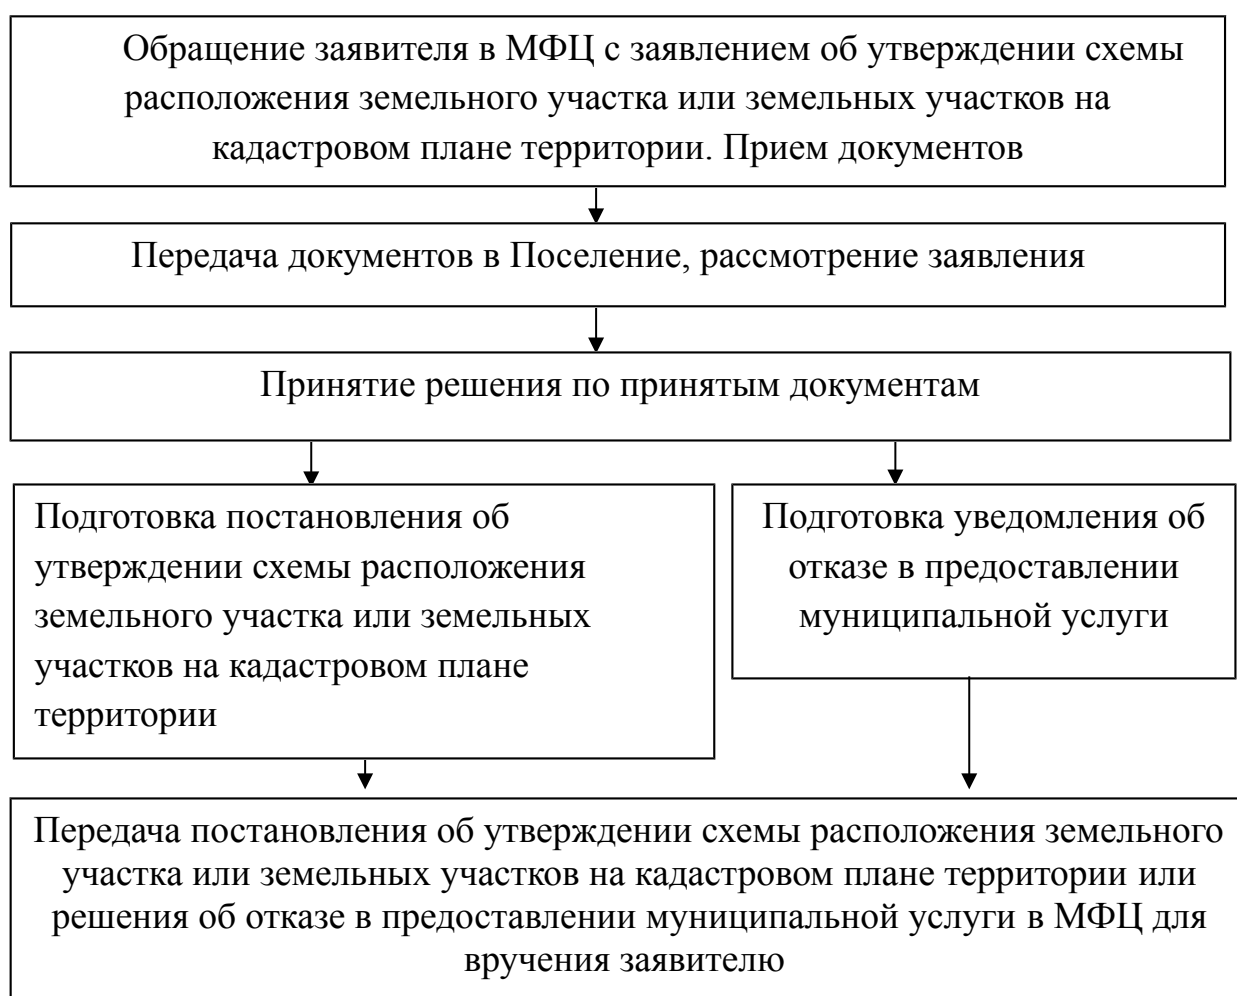 Обращение заявителя в МФЦ с заявлением об утверждении схемы
расположения земельного участка или земельных участков на
кадастровом плане территории. Прием документов
Передача документов в Поселение, рассмотрение заявления
Принятие решения по принятым документам
Подготовка постановления об
утверждении схемы расположения
земельного участка или земельных
участков на кадастровом плане
территории
Подготовка уведомления об
отказе в предоставлении
муниципальной услуги
Передача постановления об утверждении схемы расположения земельного
участка или земельных участков на кадастровом плане территории или
решения об отказе в предоставлении муниципальной услуги в МФЦ для
вручения заявителю